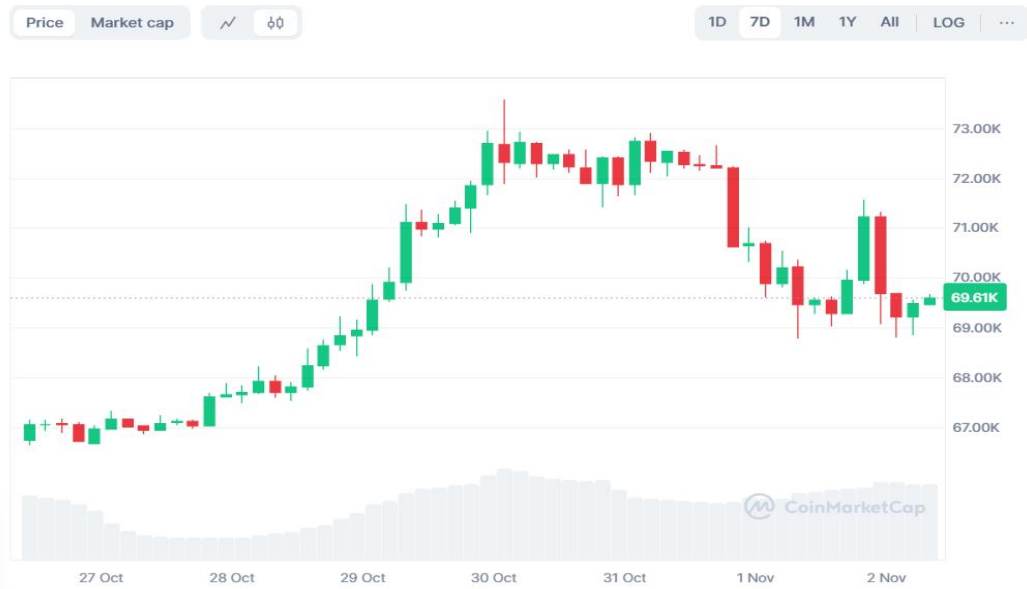 Price Market cap 1D 7D 1M 1Y All LOG ...
73.00K
72.00K
71.00K
70.00K
69.61K
69.00K
68.00K
67.00K
CoinMarketCap
27 Oct 28 Oct 29 Oct 30 Oct 31 Oct 1 Nov 2 Nov